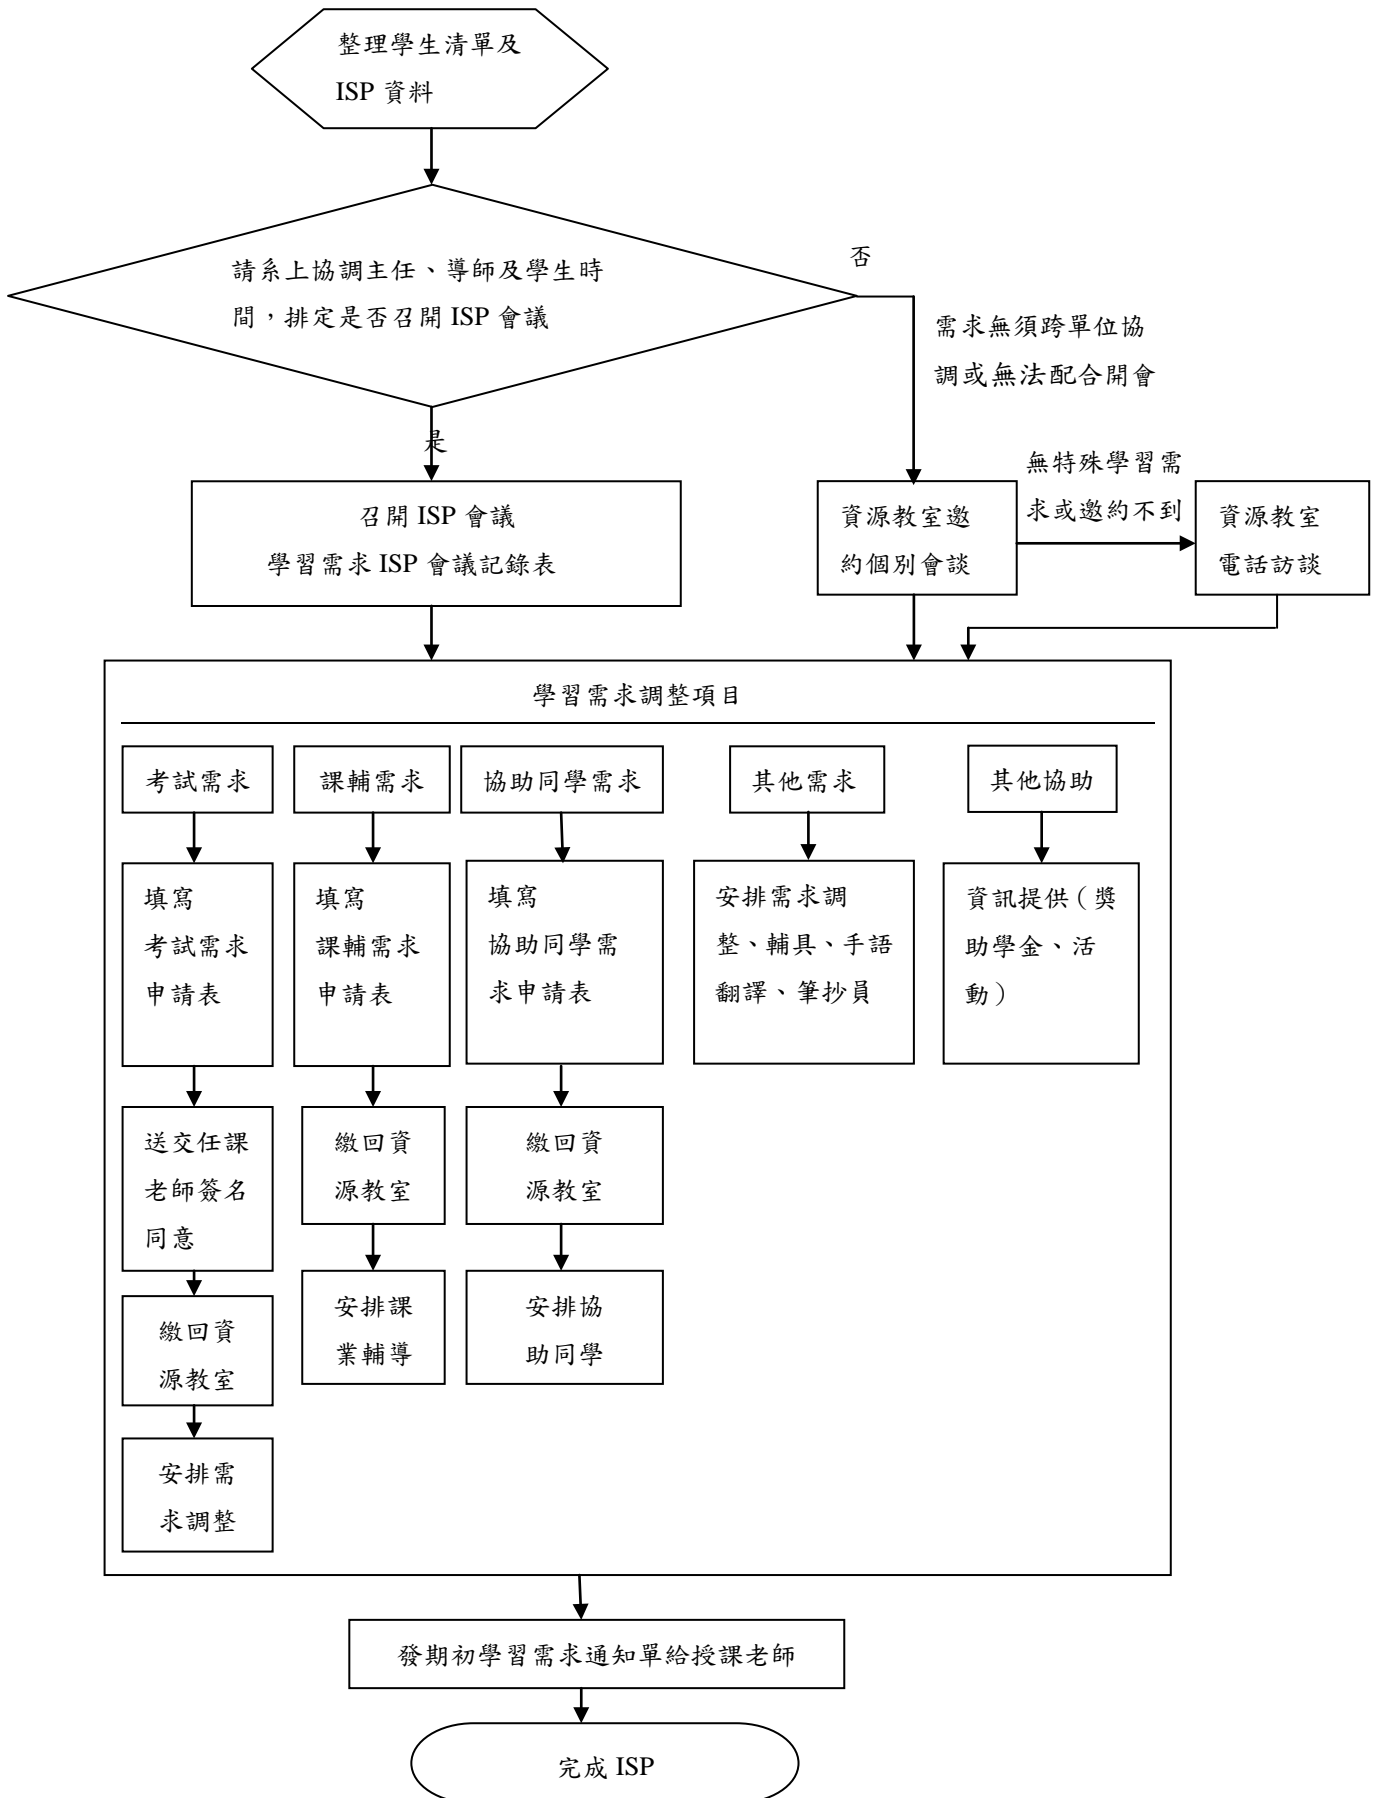 整理學生清單及
ISP 資料
請系上協調主任、導師及學生時
間，排定是否召開 ISP 會議
否
需求無須跨單位協
調或無法配合開會
是
召開 ISP 會議
學習需求 ISP 會議記錄表
資源教室邀
約個別會談
無特殊學習需
求或邀約不到
資源教室
電話訪談
學習需求調整項目
考試需求
課輔需求
協助同學需求
其他需求
其他協助
填寫
考試需求
申請表
填寫
課輔需求
申請表
填寫
協助同學需
求申請表
安排需求調
整、輔具、手語
翻譯、筆抄員
資訊提供（獎
助學金、活
動）
送交任課
老師簽名
同意
繳回資
源教室
繳回資
源教室
繳回資
源教室
安排課
業輔導
安排協
助同學
安排需
求調整
發期初學習需求通知單給授課老師
完成 ISP